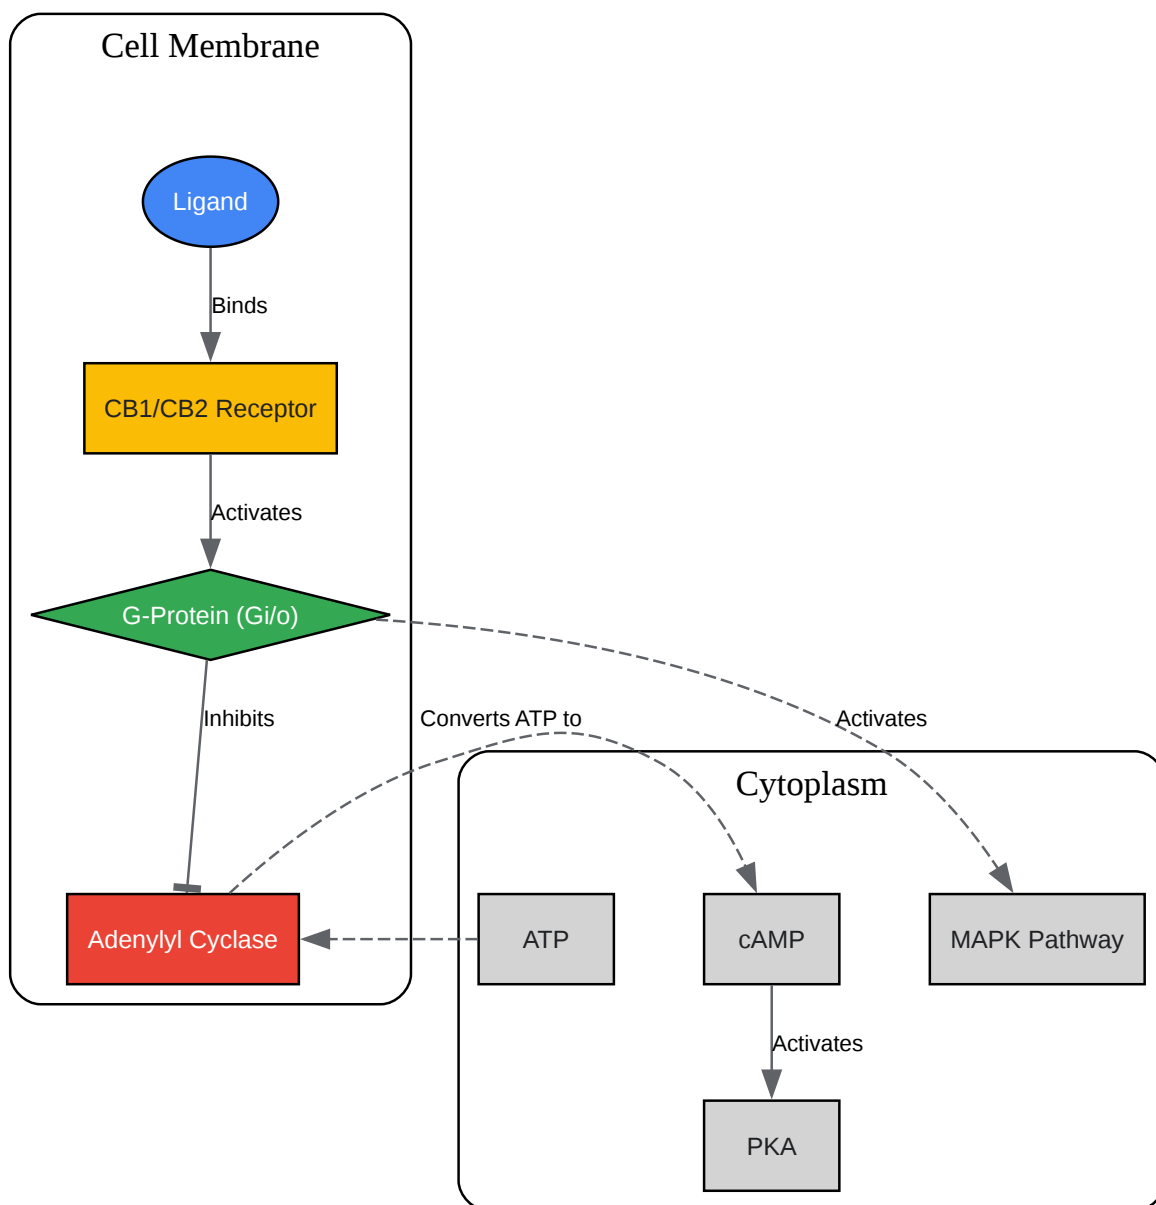 Cell Membrane
Ligand
Binds
CB1/CB2 Receptor
Activates
G-Protein (Gi/o)
Inhibits
Converts ATP to
Activates
Cytoplasm
Adenylyl Cyclase
ATP
cAMP
MAPK Pathway
Activates
PKA